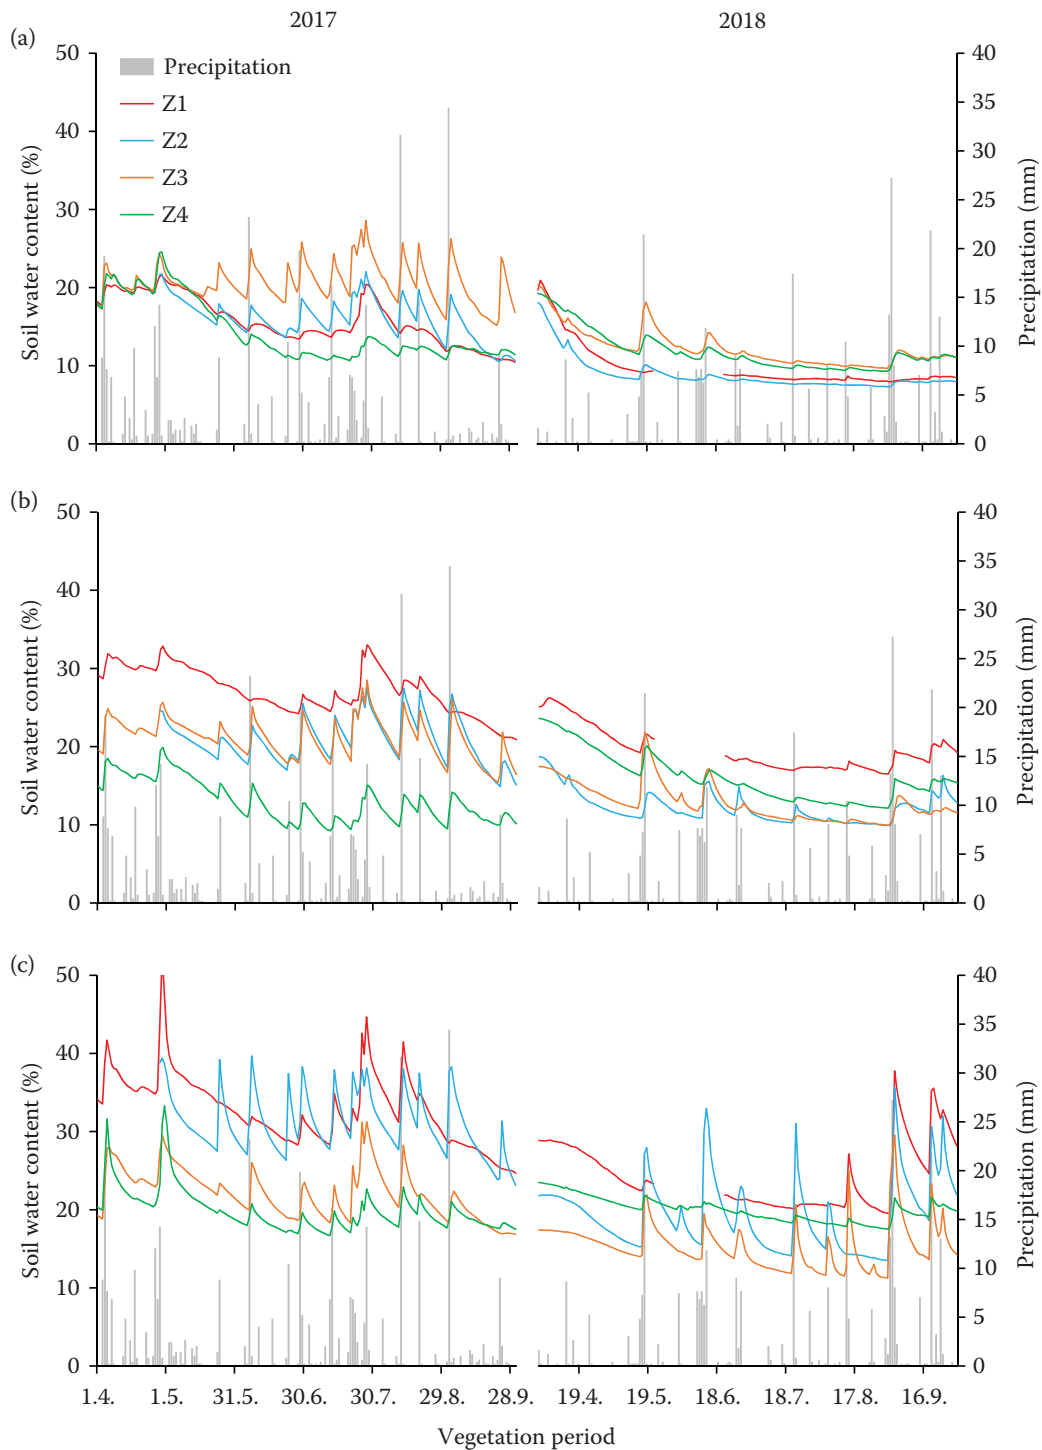 2017 2018
(a)
50 40
Precipitation
35
Z1
40
30
Z2
Z3
25
30
Z4
20
20
15
10
10
5
0 0
Soil water content (%)
Precipitation (mm)
(b)
50 40
35
40
30
25
30
20
20
15
10
10
5
0 0
Soil water content (%)
Precipitation (mm)
(c)
50 40
35
40
30
25
30
20
20
15
10
10
5
0 0
Soil water content (%)
Precipitation (mm)
1.4. 1.5. 31.5. 30.6. 30.7. 29.8. 28.9. 19.4. 19.5. 18.6. 18.7. 17.8. 16.9.
Vegetation period